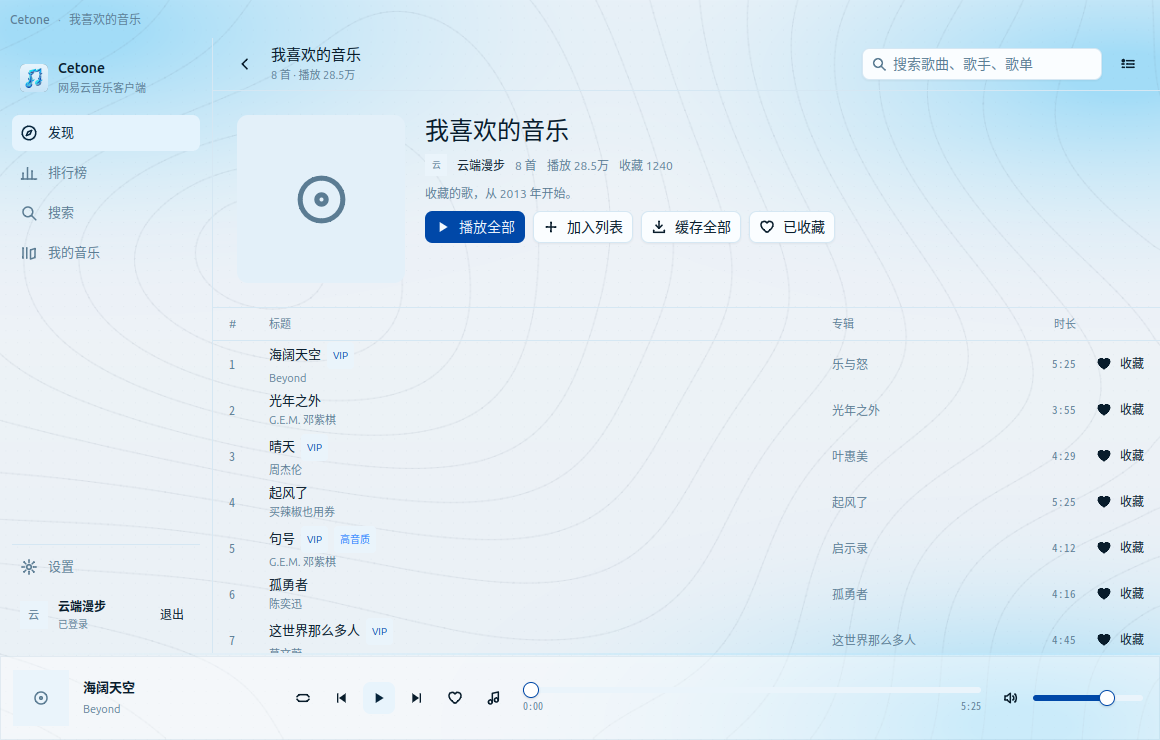 Cetone · 我喜欢的音乐
Cetone
网易云音乐客户端
发现
排行榜
搜索
我的音乐
设置
云
云端漫步
已登录
退出
我喜欢的音乐
8 首 · 播放 28.5万
搜索歌曲、歌手、歌单
我喜欢的音乐
云 云端漫步 8 首 播放 28.5万 收藏 1240
收藏的歌，从 2013 年开始。
播放全部 加入列表 缓存全部 已收藏
# 标题 专辑 时长
1 海阔天空 VIP 乐与怒 5:25 收藏
Beyond
2 光年之外 光年之外 3:55 收藏
G.E.M. 邓紫棋
3 晴天 VIP 叶惠美 4:29 收藏
周杰伦
4 起风了 起风了 5:25 收藏
买辣椒也用券
5 句号 VIP 高音质 启示录 4:12 收藏
G.E.M. 邓紫棋
6 孤勇者 孤勇者 4:16 收藏
陈奕迅
7 这世界那么多人 VIP 这世界那么多人 4:45 收藏
海阔天空
Beyond
0:00 5:25